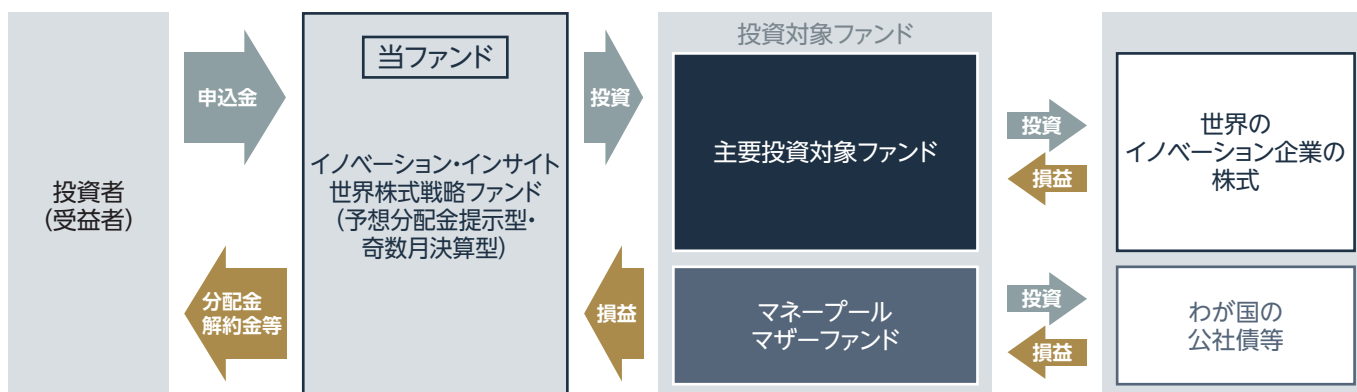 投資者
(受益者)
申込金
分配金
解約金等
当ファンド
イノベーション・インサイト
世界株式戦略ファンド
(予想分配金提示型・
奇数月決算型)
投資
損益
投資対象ファンド
主要投資対象ファンド
マネープール
マザーファンド
投資
損益
投資
損益
世界の
イノベーション企業の
株式
わが国の
公社債等